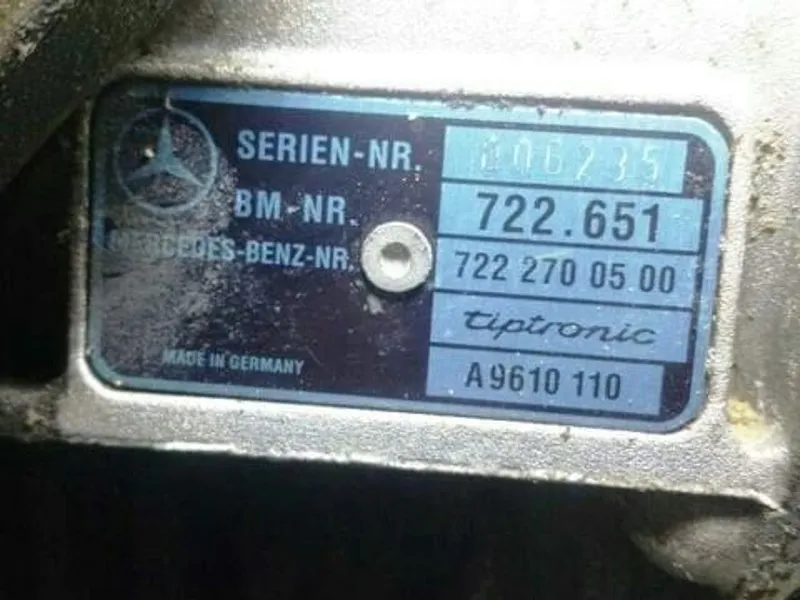 SERIEN-NR. 006235
BM-NR. 722.651
MERCEDES-BENZ-NR. 722 270 05 00
tiptronic
MADE IN GERMANY A9610 110